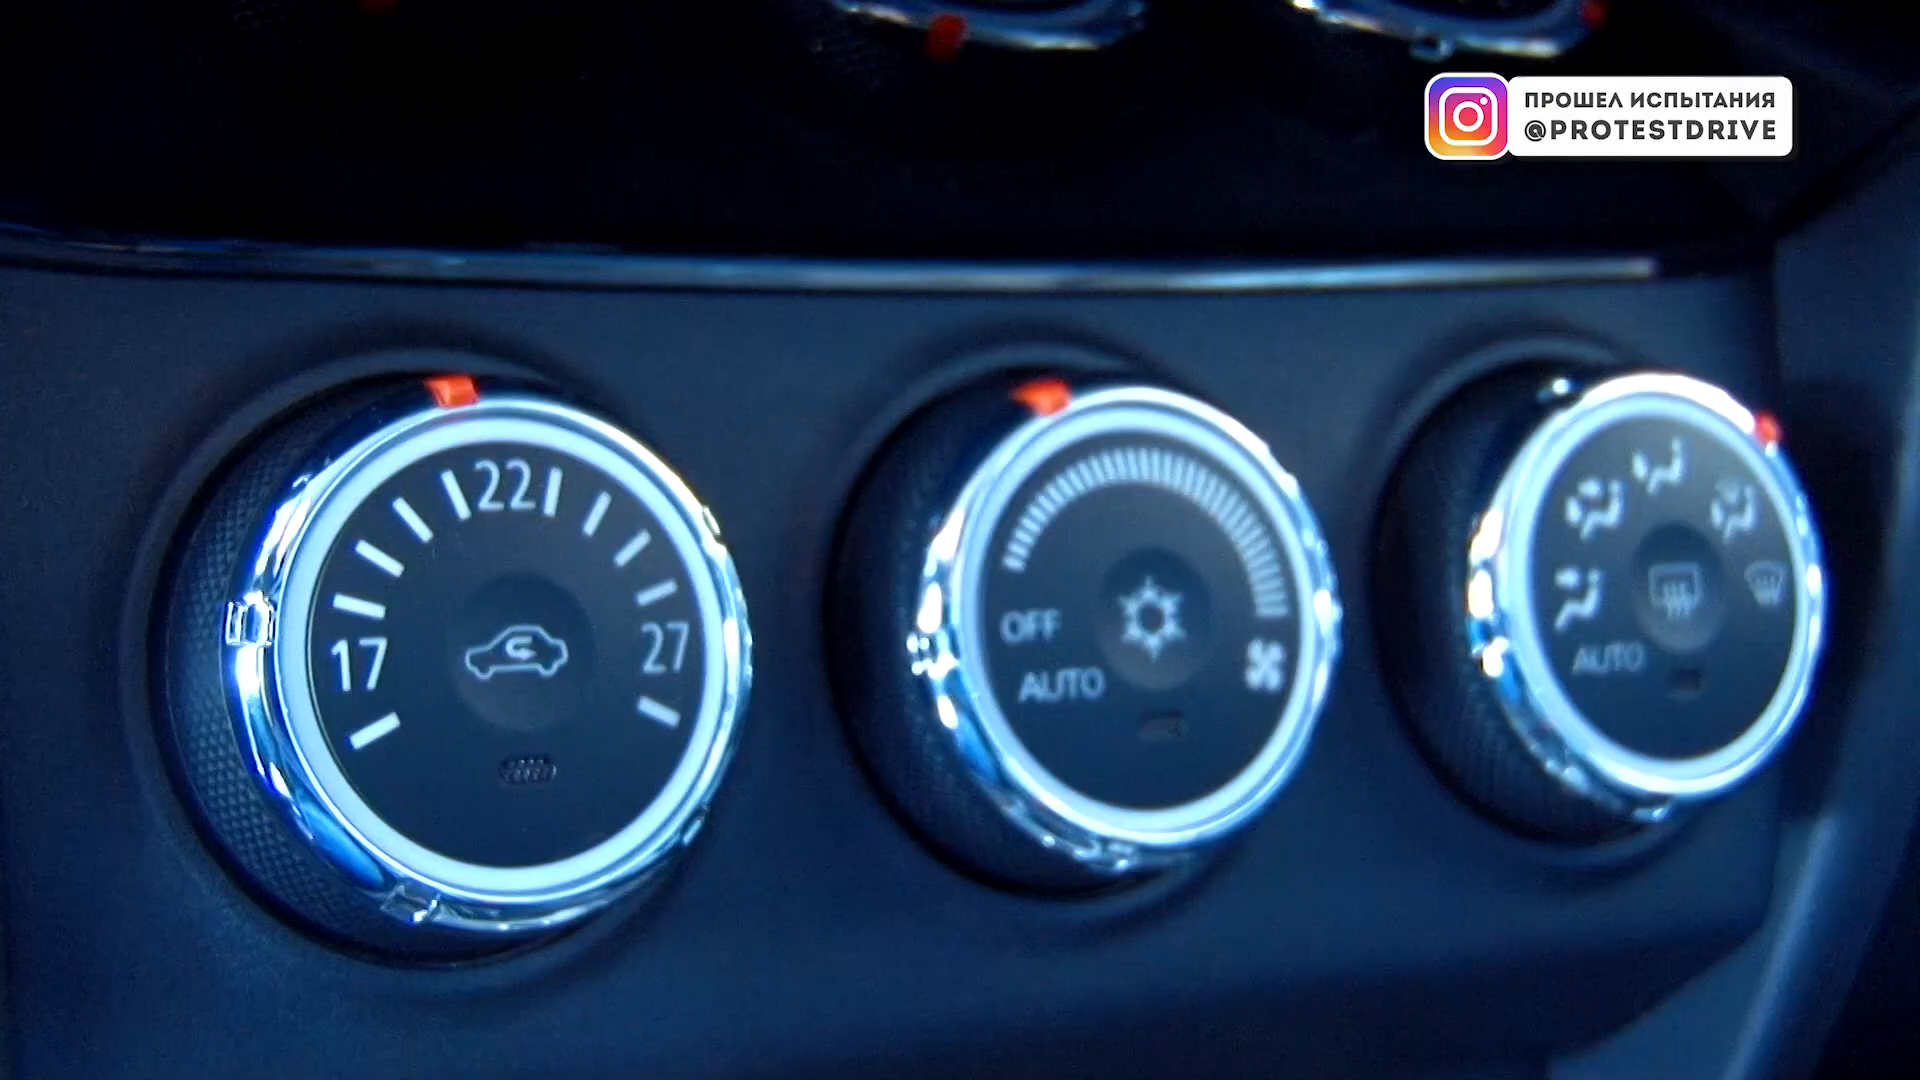 ПРОШЕЛ ИСПЫТАНИЯ
@PROTESTDRIVE
22
17
27
OFF
AUTO
AUTO